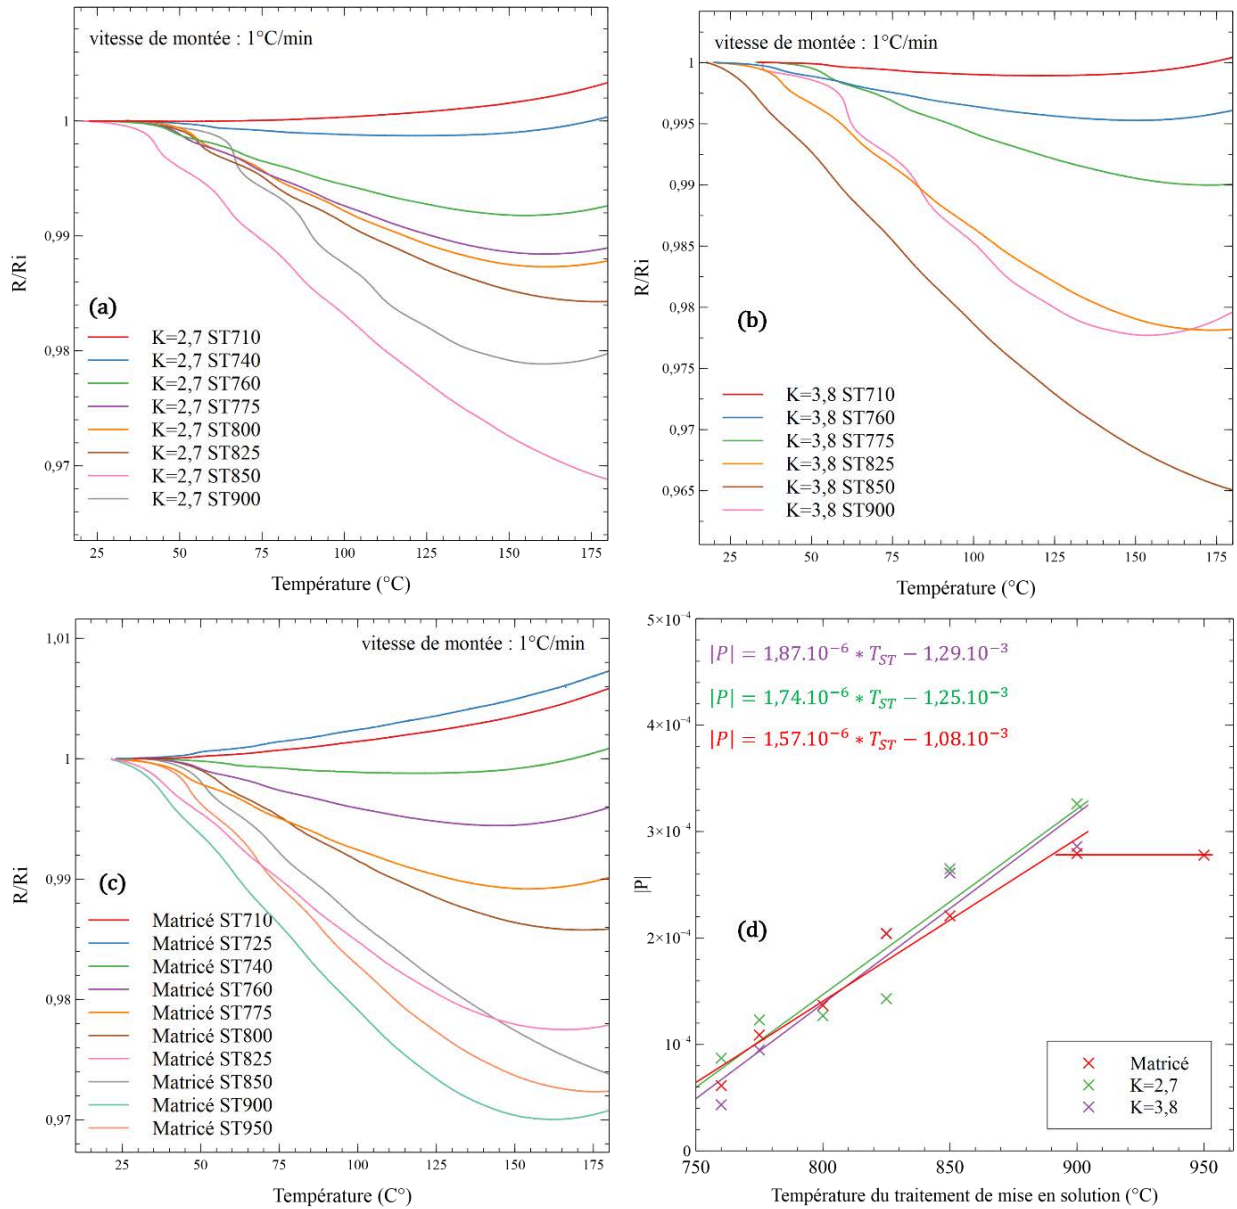 vitesse de montée : 1°C/min
1
0,99
0,98
0,97
R/Ri
(a)
K=2,7 ST710
K=2,7 ST740
K=2,7 ST760
K=2,7 ST775
K=2,7 ST800
K=2,7 ST825
K=2,7 ST850
K=2,7 ST900
25 50 75 100 125 150 175
Température (°C)
vitesse de montée : 1°C/min
1
0,995
0,99
0,985
0,98
0,975
0,97
0,965
R/Ri
(b)
K=3,8 ST710
K=3,8 ST760
K=3,8 ST775
K=3,8 ST825
K=3,8 ST850
K=3,8 ST900
25 50 75 100 125 150 175
Température (°C)
vitesse de montée : 1°C/min
1,01
1
0,99
0,98
0,97
R/Ri
(c)
Matricé ST710
Matricé ST725
Matricé ST740
Matricé ST760
Matricé ST775
Matricé ST800
Matricé ST825
Matricé ST850
Matricé ST900
Matricé ST950
25 50 75 100 125 150 175
Température (C°)
5×10⁻⁴
4×10⁻⁴
3×10⁻⁴
2×10⁻⁴
10⁻⁴
0
|P|
|P| = 1,87.10⁻⁶ * T_ST − 1,29.10⁻³
|P| = 1,74.10⁻⁶ * T_ST − 1,25.10⁻³
|P| = 1,57.10⁻⁶ * T_ST − 1,08.10⁻³
(d)
Matricé
K=2,7
K=3,8
750 800 850 900 950
Température du traitement de mise en solution (°C)